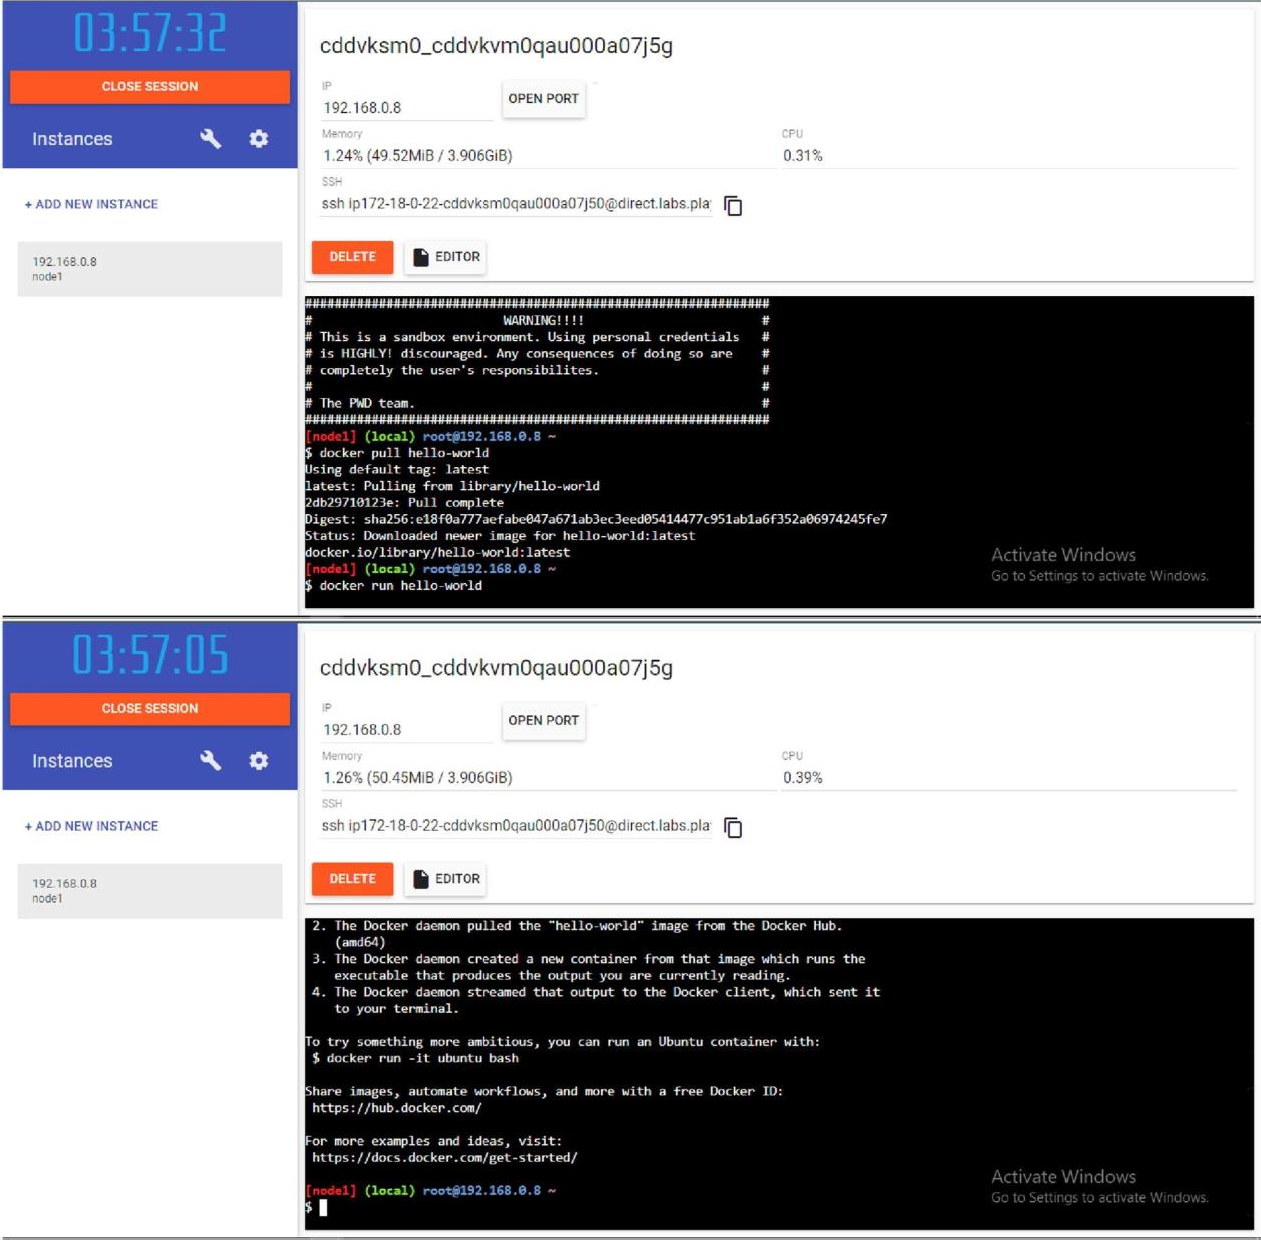 03:57:32
CLOSE SESSION
Instances
+ ADD NEW INSTANCE
192.168.0.8
node1
cddvksm0_cddvkvm0qau000a07j5g
IP
192.168.0.8
OPEN PORT
Memory
1.24% (49.52MiB / 3.906GiB)
CPU
0.31%
SSH
ssh ip172-18-0-22-cddvksm0qau000a07j50@direct.labs.pla
DELETE
EDITOR
###############################################################
# WARNING!!!! #
# This is a sandbox environment. Using personal credentials #
# is HIGHLY! discouraged. Any consequences of doing so are #
# completely the user's responsibilites. #
# #
# The PWD team. #
###############################################################
[node1] (local) root@192.168.0.8 ~
$ docker pull hello-world
Using default tag: latest
latest: Pulling from library/hello-world
2db29710123e: Pull complete
Digest: sha256:e18f0a777aefabe047a671ab3ec3eed05414477c951ab1a6f352a06974245fe7
Status: Downloaded newer image for hello-world:latest
docker.io/library/hello-world:latest
[node1] (local) root@192.168.0.8 ~
$ docker run hello-world
Activate Windows
Go to Settings to activate Windows.
03:57:05
CLOSE SESSION
Instances
+ ADD NEW INSTANCE
192.168.0.8
node1
cddvksm0_cddvkvm0qau000a07j5g
IP
192.168.0.8
OPEN PORT
Memory
1.26% (50.45MiB / 3.906GiB)
CPU
0.39%
SSH
ssh ip172-18-0-22-cddvksm0qau000a07j50@direct.labs.pla
DELETE
EDITOR
2. The Docker daemon pulled the "hello-world" image from the Docker Hub.
(amd64)
3. The Docker daemon created a new container from that image which runs the
executable that produces the output you are currently reading.
4. The Docker daemon streamed that output to the Docker client, which sent it
to your terminal.
To try something more ambitious, you can run an Ubuntu container with:
$ docker run -it ubuntu bash
Share images, automate workflows, and more with a free Docker ID:
https://hub.docker.com/
For more examples and ideas, visit:
https://docs.docker.com/get-started/
[node1] (local) root@192.168.0.8 ~
$
Activate Windows
Go to Settings to activate Windows.